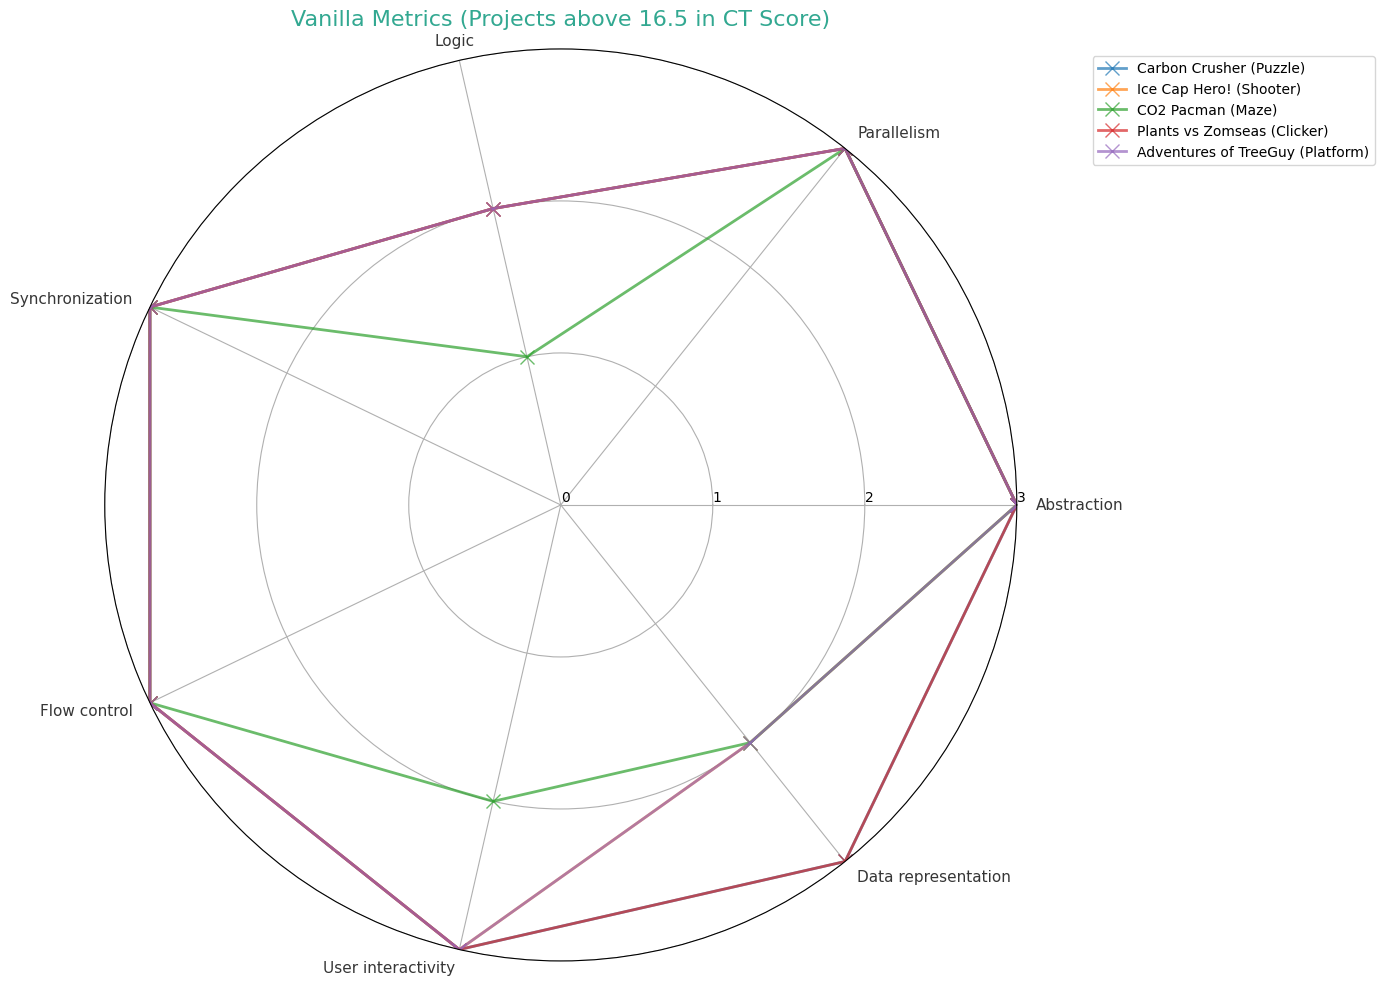 Vanilla Metrics (Projects above 16.5 in CT Score)
Logic
Carbon Crusher (Puzzle)
Ice Cap Hero! (Shooter)
CO2 Pacman (Maze)
Plants vs Zomseas (Clicker)
Adventures of TreeGuy (Platform)
Parallelism
Synchronization
0
1
2
3
Abstraction
Flow control
Data representation
User interactivity